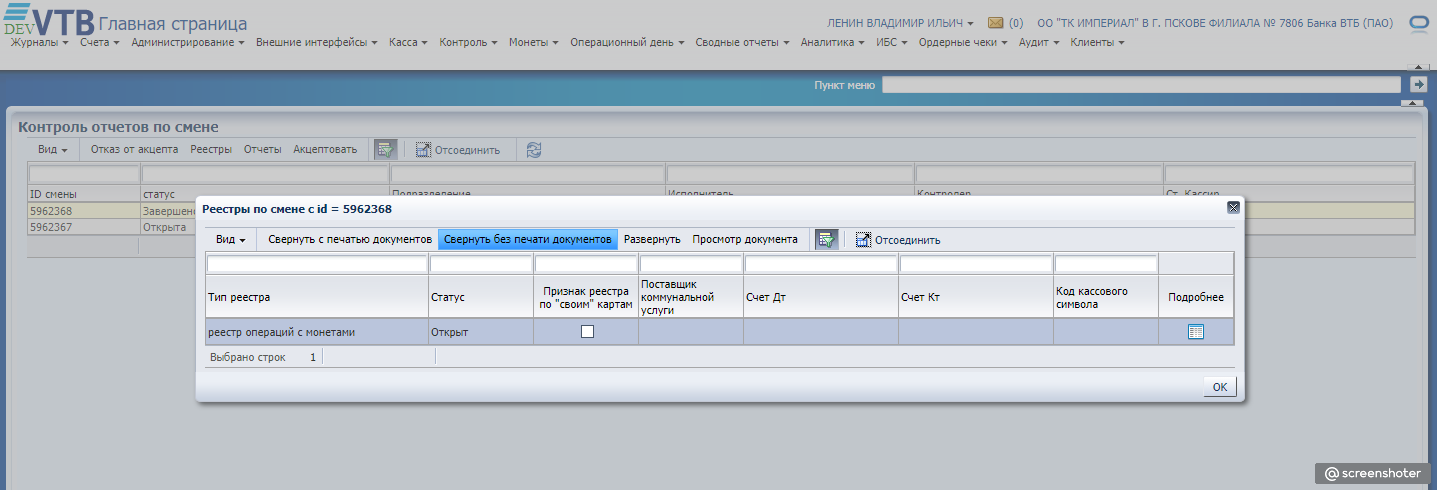 DEV VTB Главная страница
ЛЕНИН ВЛАДИМИР ИЛЬИЧ (0) ОО "ТК ИМПЕРИАЛ" В Г. ПСКОВЕ ФИЛИАЛА № 7806 Банка ВТБ (ПАО)
Журналы Счета Администрирование Внешние интерфейсы Касса Контроль Монеты Операционный день Сводные отчеты Аналитика ИБС Ордерные чеки Аудит Клиенты
Пункт меню
Контроль отчетов по смене
Вид Отказ от акцепта Реестры Отчеты Акцептовать Отсоединить
ID смены статус Подразделение Исполнитель Контролер Ст. Кассир
5962368 Завершен
5962367 Открыта
Реестры по смене с id = 5962368
Вид Свернуть с печатью документов Свернуть без печати документов Развернуть Просмотр документа Отсоединить
Тип реестра Статус Признак реестра по "своим" картам Поставщик коммунальной услуги Счет Дт Счет Кт Код кассового символа Подробнее
реестр операций с монетами Открыт
Выбрано строк 1
OK
@screenshoter